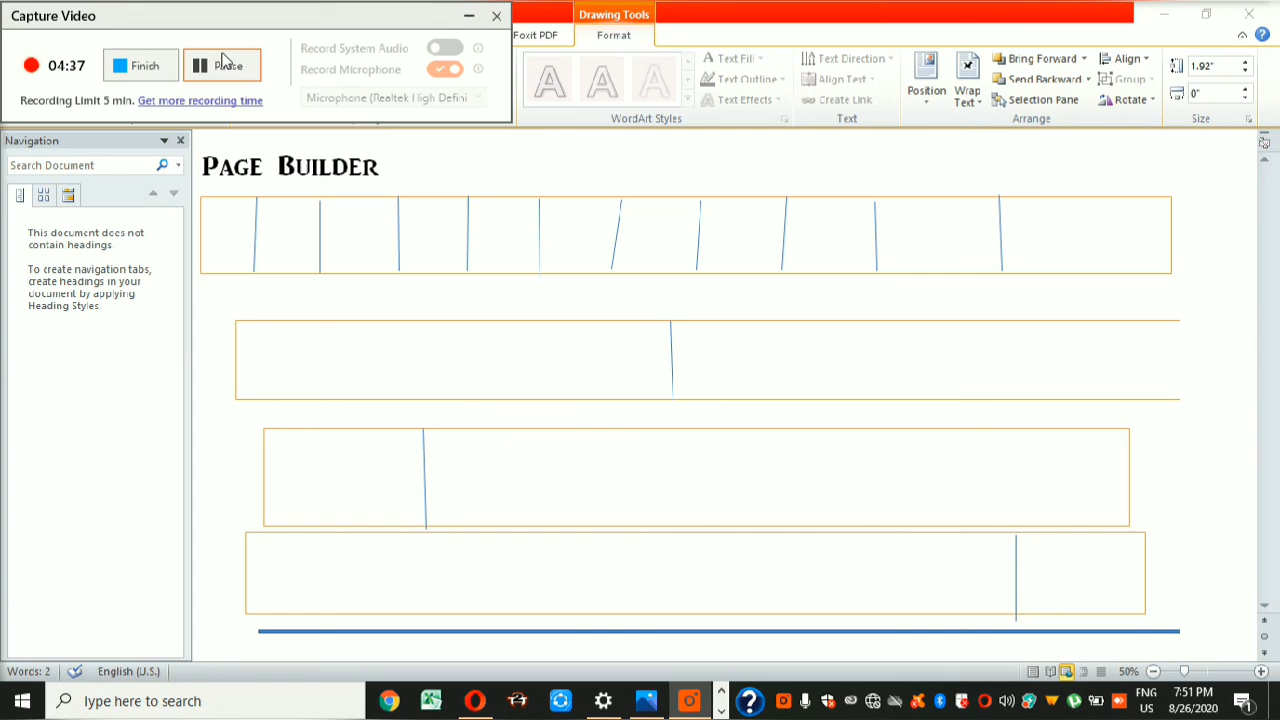 Capture Video
Drawing Tools
Foxit PDF
Format
04:37
Finish
Pause
Record System Audio
Record Microphone
Microphone (Realtek High Defini
Recording Limit 5 min. Get more recording time
Text Fill
Text Outline
Text Effects
WordArt Styles
Text Direction
Align Text
Create Link
Text
Position
Wrap
Text
Bring Forward
Send Backward
Selection Pane
Align
Group
Rotate
Arrange
1.92"
0"
Size
Navigation
Search Document
This document does not
contain headings.
To create navigation tabs,
create headings in your
document by applying
Heading Styles.
Page Builder
Words: 2
English (U.S.)
50%
Type here to search
ENG
US
7:51 PM
8/26/2020
1